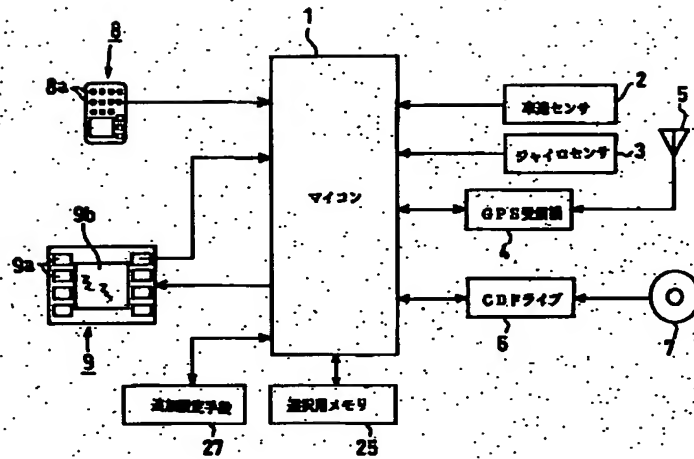 1
8
8a
2
車速センサ
5
ジャイロセンサ
3
マイコン
9b
GPS受信機
4
9a
CDドライブ
6
7
9
追加設定手段
27
選択用メモリ
25